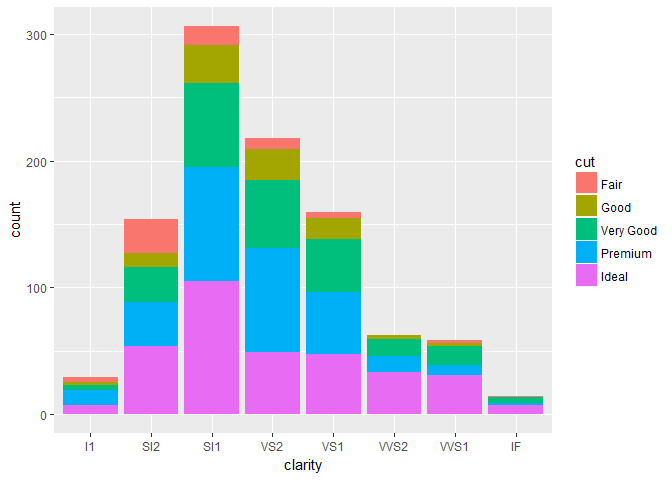 300
200
100
0
count
I1 SI2 SI1 VS2 VS1 VVS2 VVS1 IF
clarity
cut
Fair
Good
Very Good
Premium
Ideal